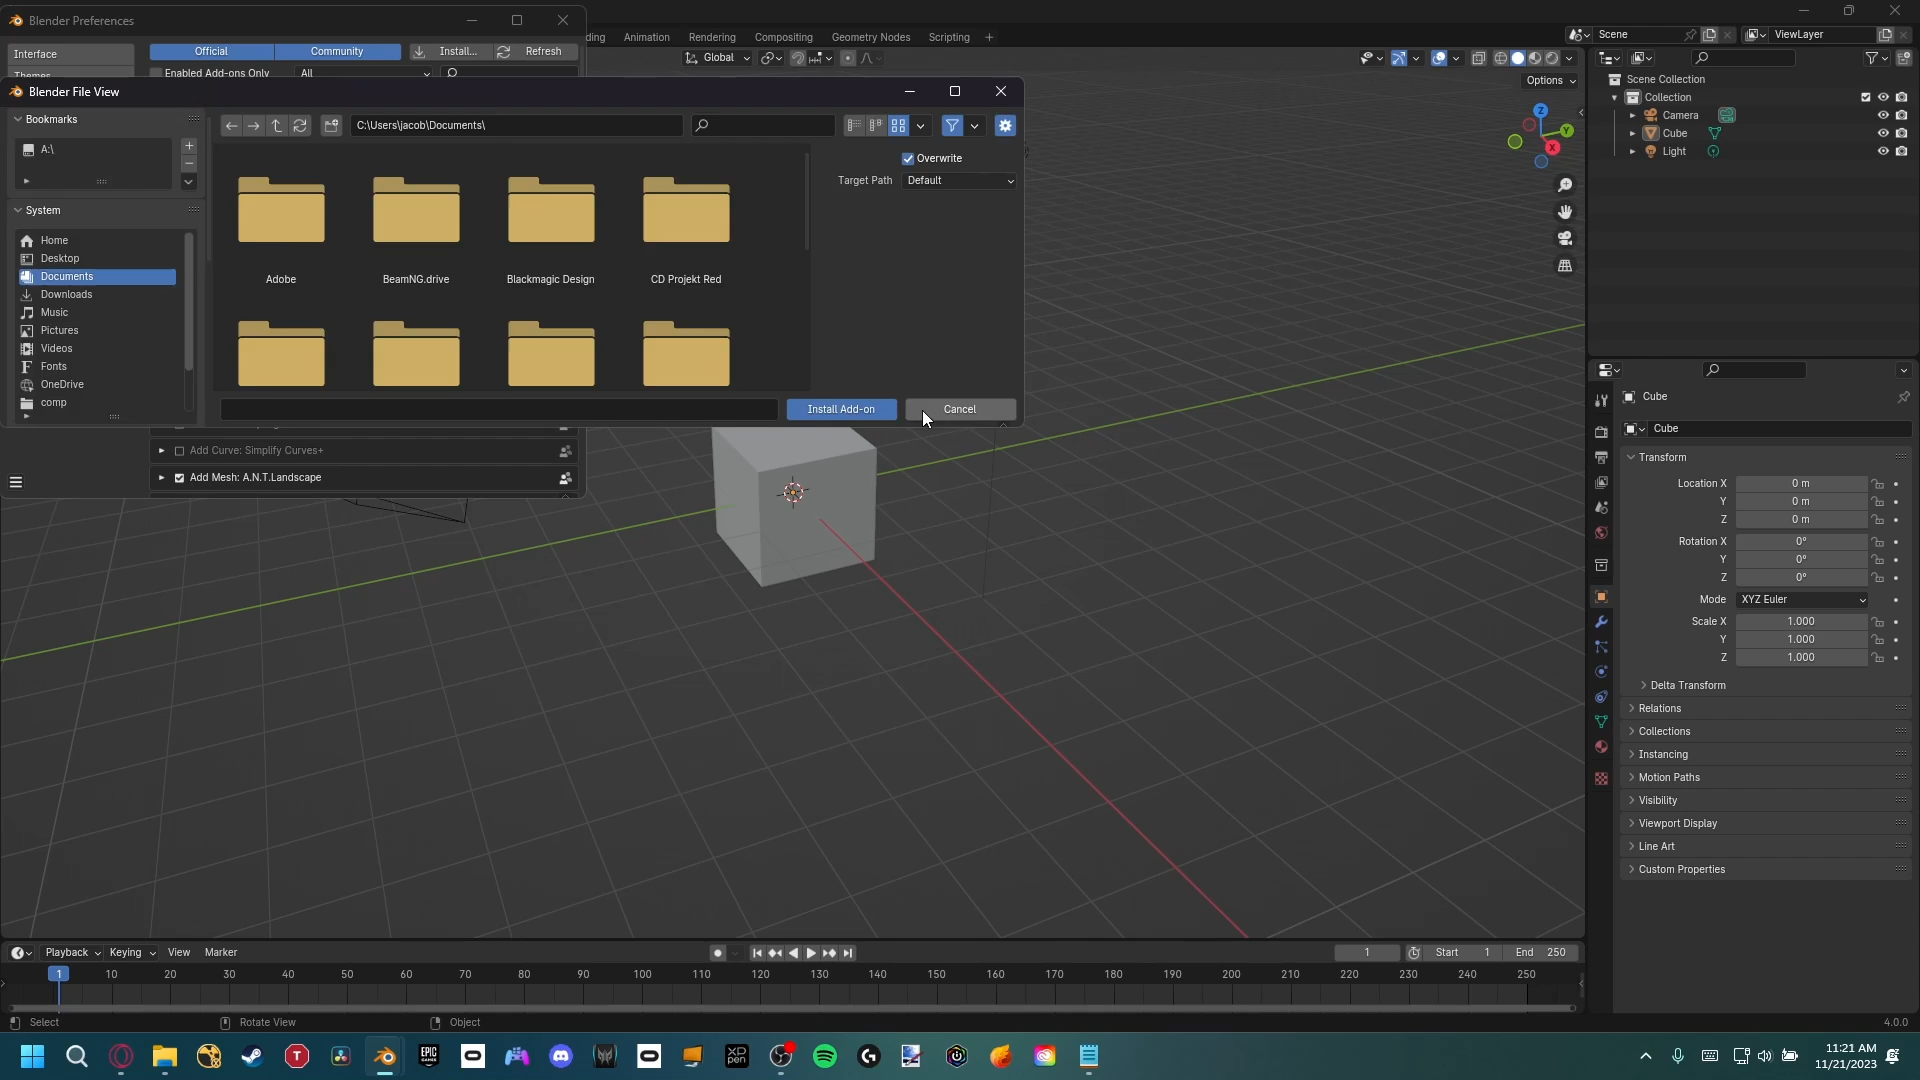 Blender Preferences
Animation Rendering Compositing Geometry Nodes Scripting
Scene
ViewLayer
Interface
Official Community Install... Refresh
Enabled Add-ons Only All
Global
Options
Blender File View
Bookmarks
C:\Users\jacob\Documents\
A:\
Overwrite
Target Path Default
System
Home
Desktop
Documents
Downloads
Music
Pictures
Videos
Fonts
OneDrive
comp
Adobe BeamNG.drive Blackmagic Design CD Projekt Red
Install Add-on Cancel
Add Curve: Simplify Curves+
Add Mesh: A.N.T.Landscape
Z
Y
X
Scene Collection
Collection
Camera
Cube
Light
Cube
Cube
Transform
Location X 0 m
Y 0 m
Z 0 m
Rotation X 0°
Y 0°
Z 0°
Mode XYZ Euler
Scale X 1.000
Y 1.000
Z 1.000
Delta Transform
Relations
Collections
Instancing
Motion Paths
Visibility
Viewport Display
Line Art
Custom Properties
Playback Keying View Marker
1 Start 1 End 250
1 10 20 30 40 50 60 70 80 90 100 110 120 130 140 150 160 170 180 190 200 210 220 230 240 250
Select Rotate View Object
4.0.0
EPIC GAMES
XD PEN
11:21 AM
11/21/2023